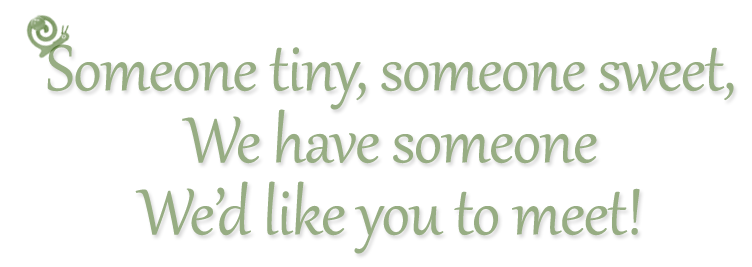 Someone tiny, someone sweet,
We have someone
We'd like you to meet!